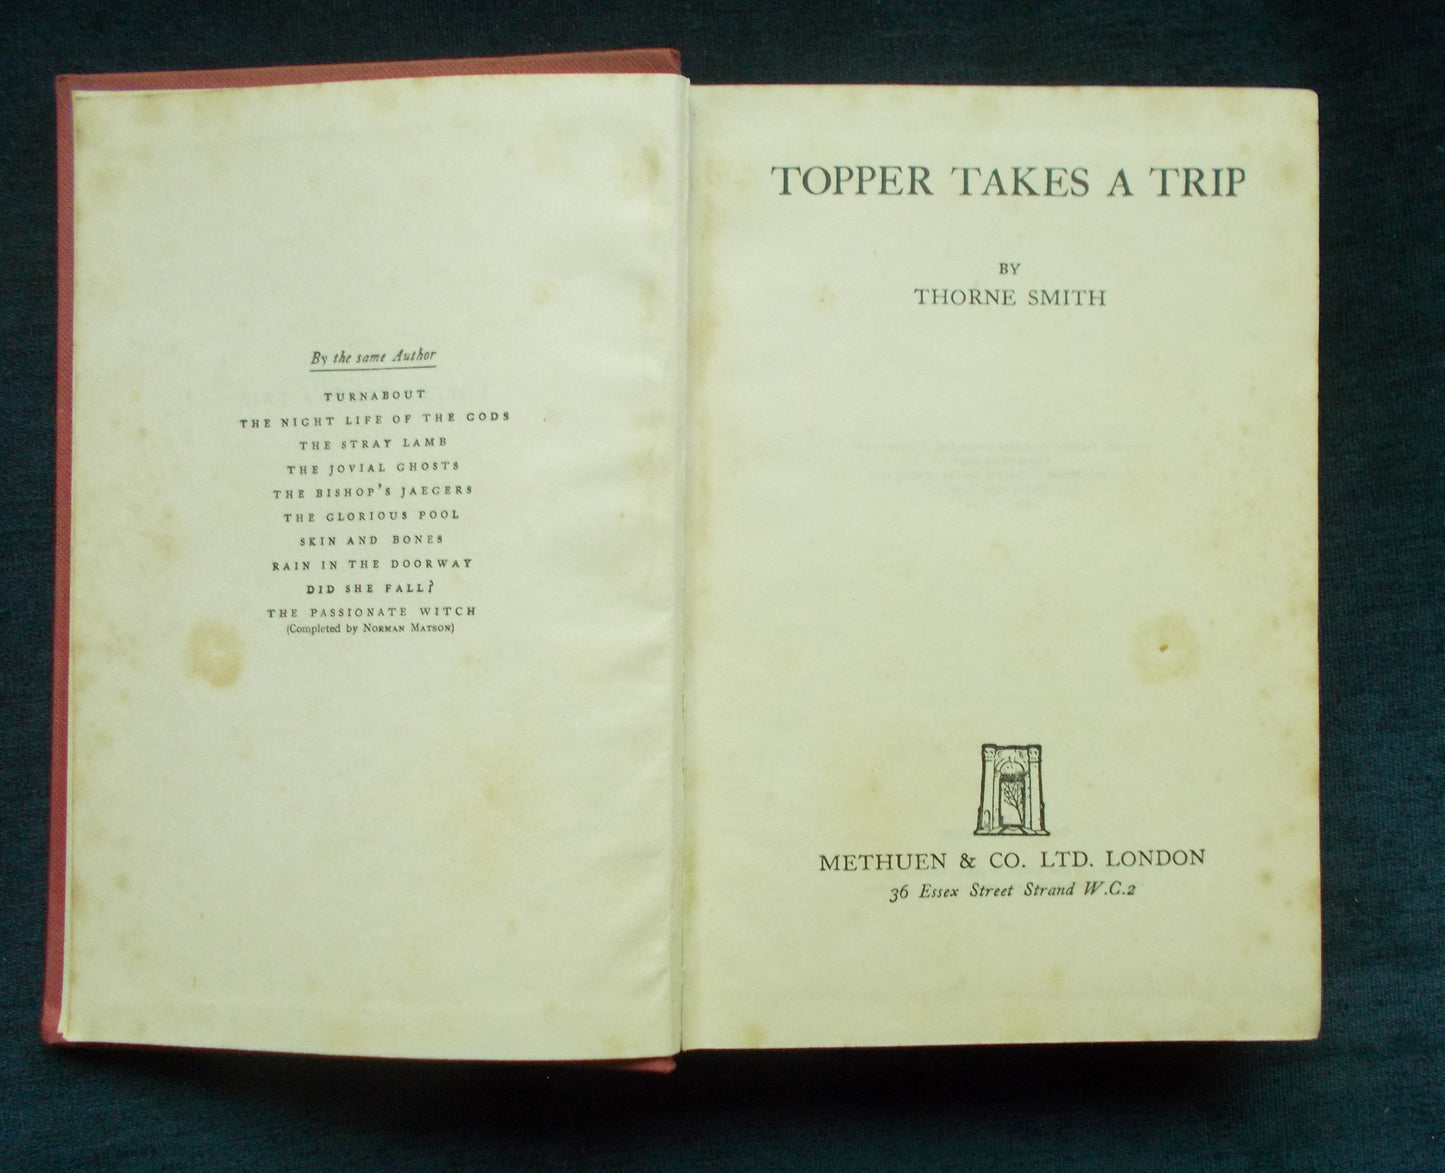 By the same Author
TURNABOUT
THE NIGHT LIFE OF THE GODS
THE STRAY LAMB
THE JOVIAL GHOSTS
THE BISHOP'S JAEGERS
THE GLORIOUS POOL
SKIN AND BONES
RAIN IN THE DOORWAY
DID SHE FALL?
THE PASSIONATE WITCH
(Completed by NORMAN MATSON)
TOPPER TAKES A TRIP
BY
THORNE SMITH
METHUEN & CO. LTD. LONDON
36 Essex Street Strand W.C.2